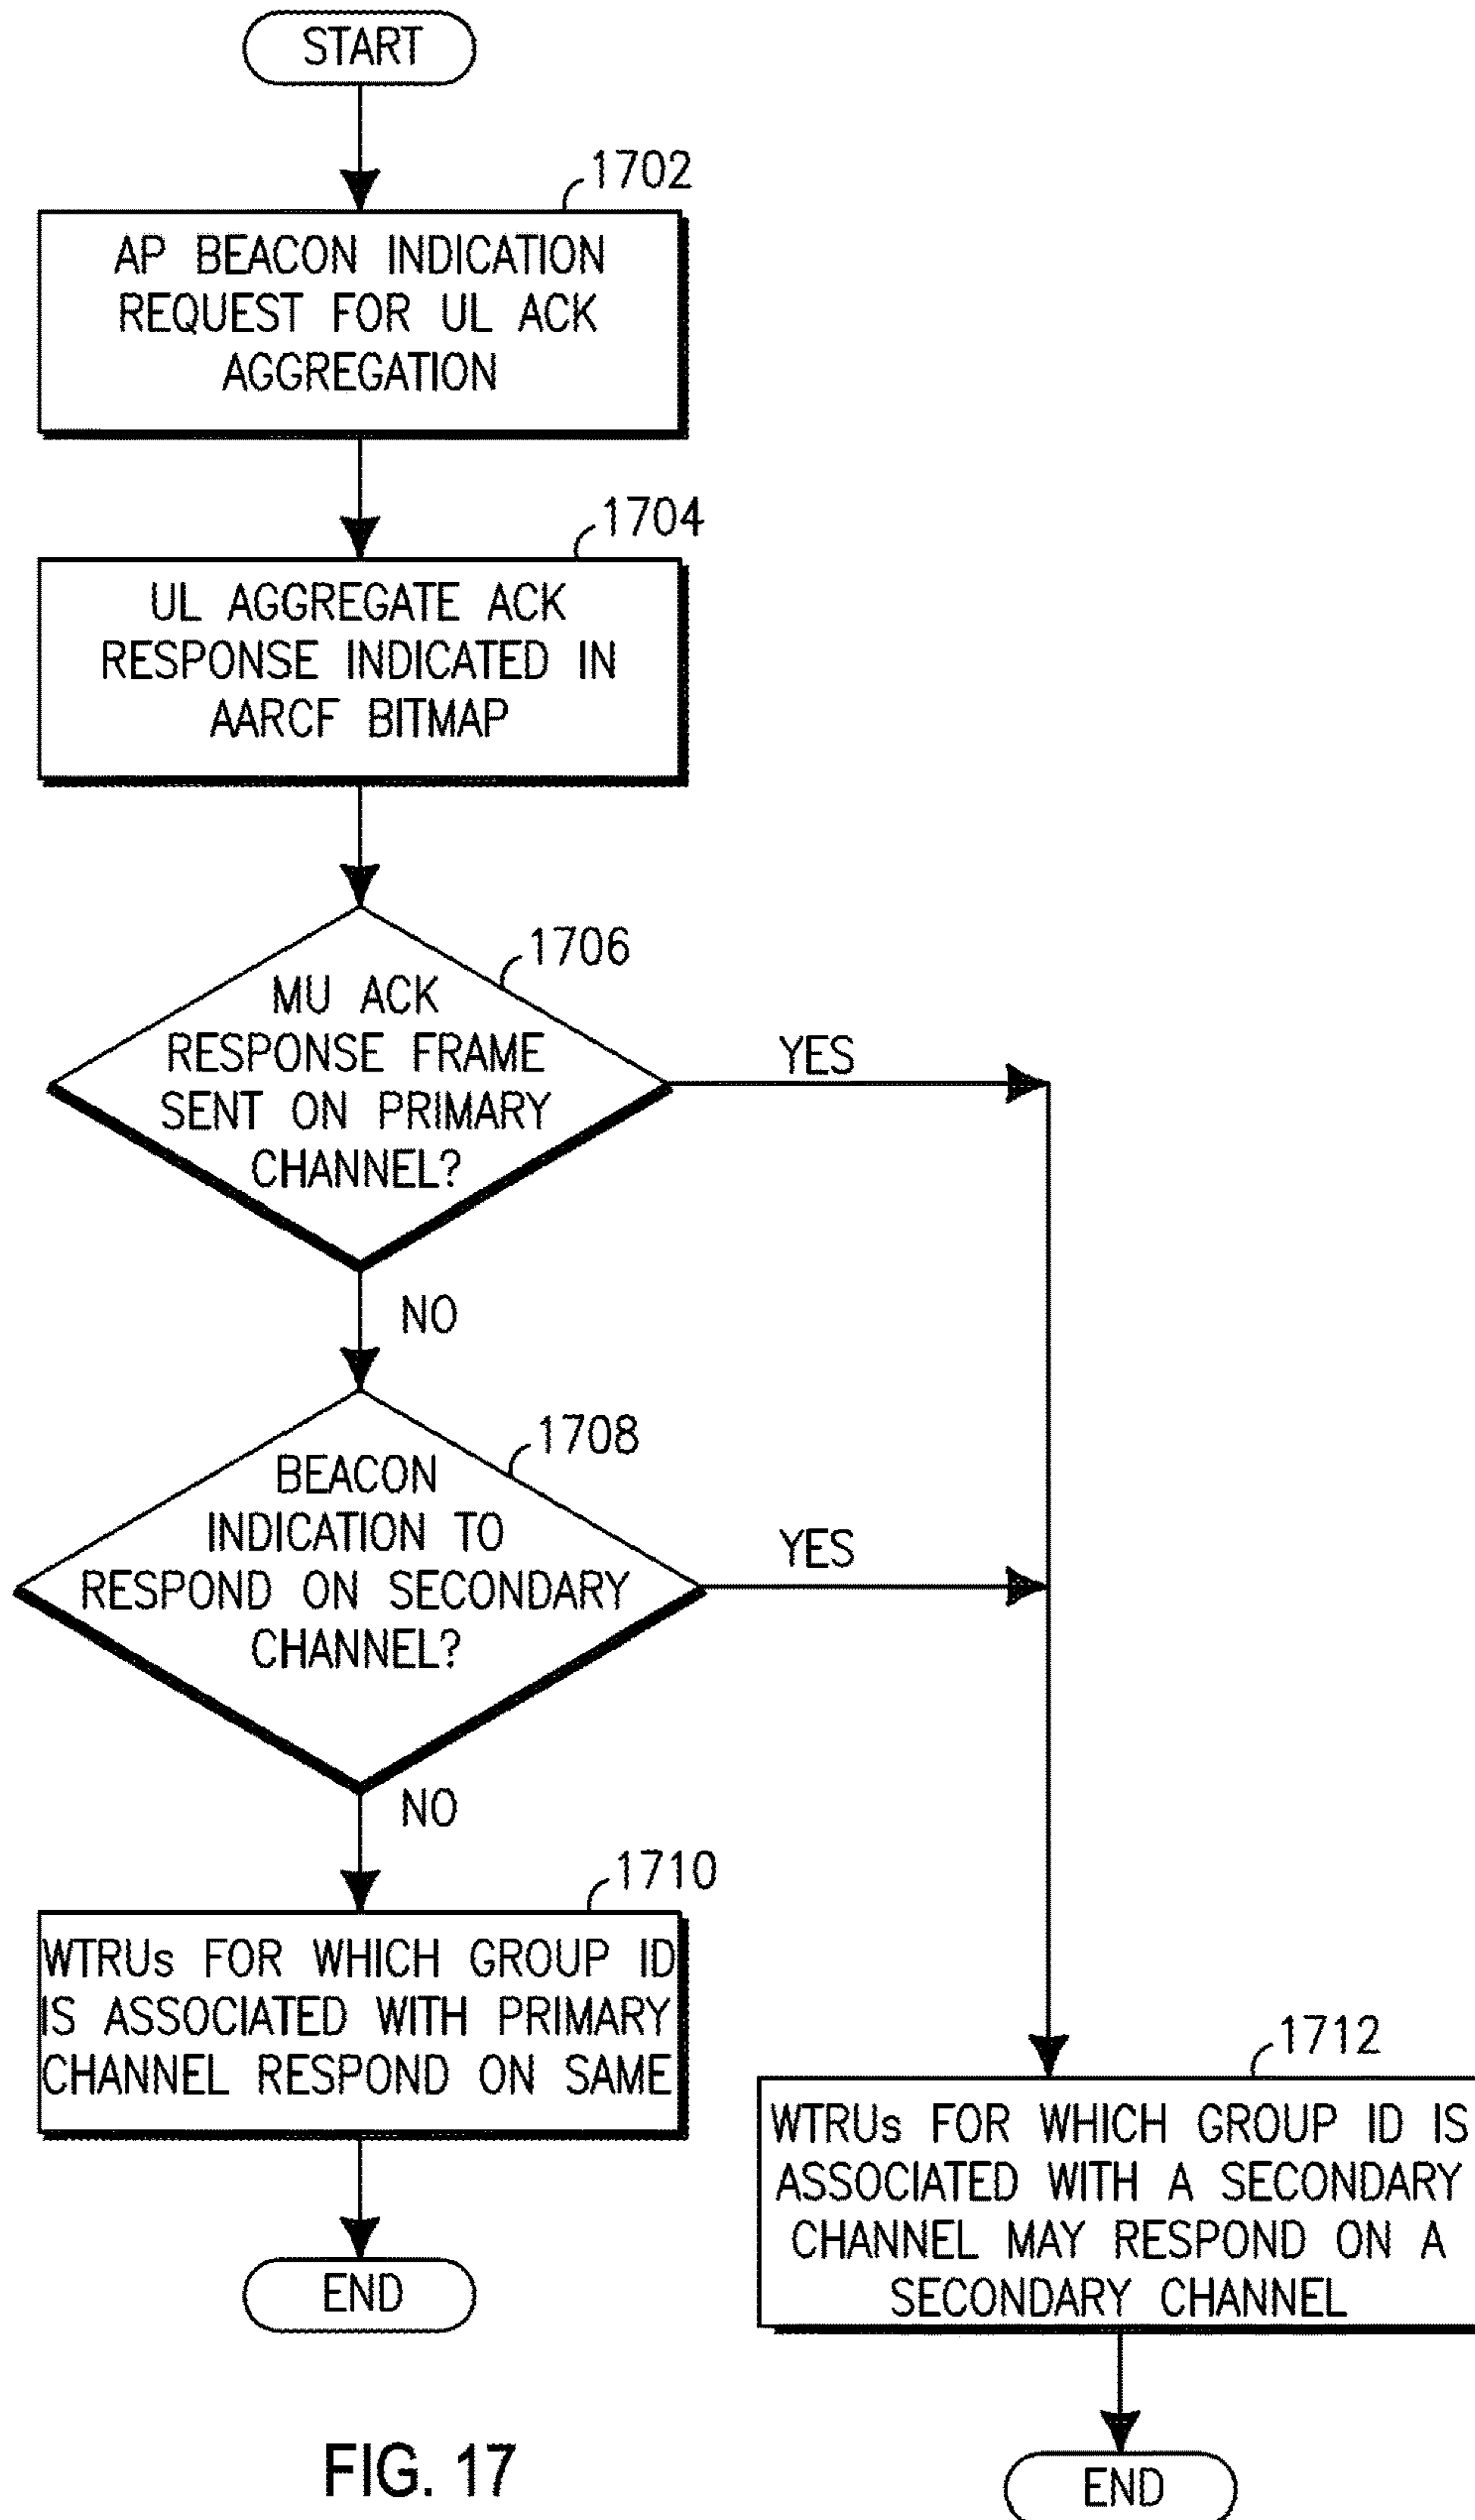 START
1702
AP BEACON INDICATION
REQUEST FOR UL ACK
AGGREGATION
1704
UL AGGREGATE ACK
RESPONSE INDICATED IN
AARCF BITMAP
1706
MU ACK
RESPONSE FRAME
SENT ON PRIMARY
CHANNEL?
YES
NO
1708
BEACON
INDICATION TO
RESPOND ON SECONDARY
CHANNEL?
YES
NO
1710
WTRUs FOR WHICH GROUP ID
IS ASSOCIATED WITH PRIMARY
CHANNEL RESPOND ON SAME
END
1712
WTRUs FOR WHICH GROUP ID IS
ASSOCIATED WITH A SECONDARY
CHANNEL MAY RESPOND ON A
SECONDARY CHANNEL
END
FIG. 17